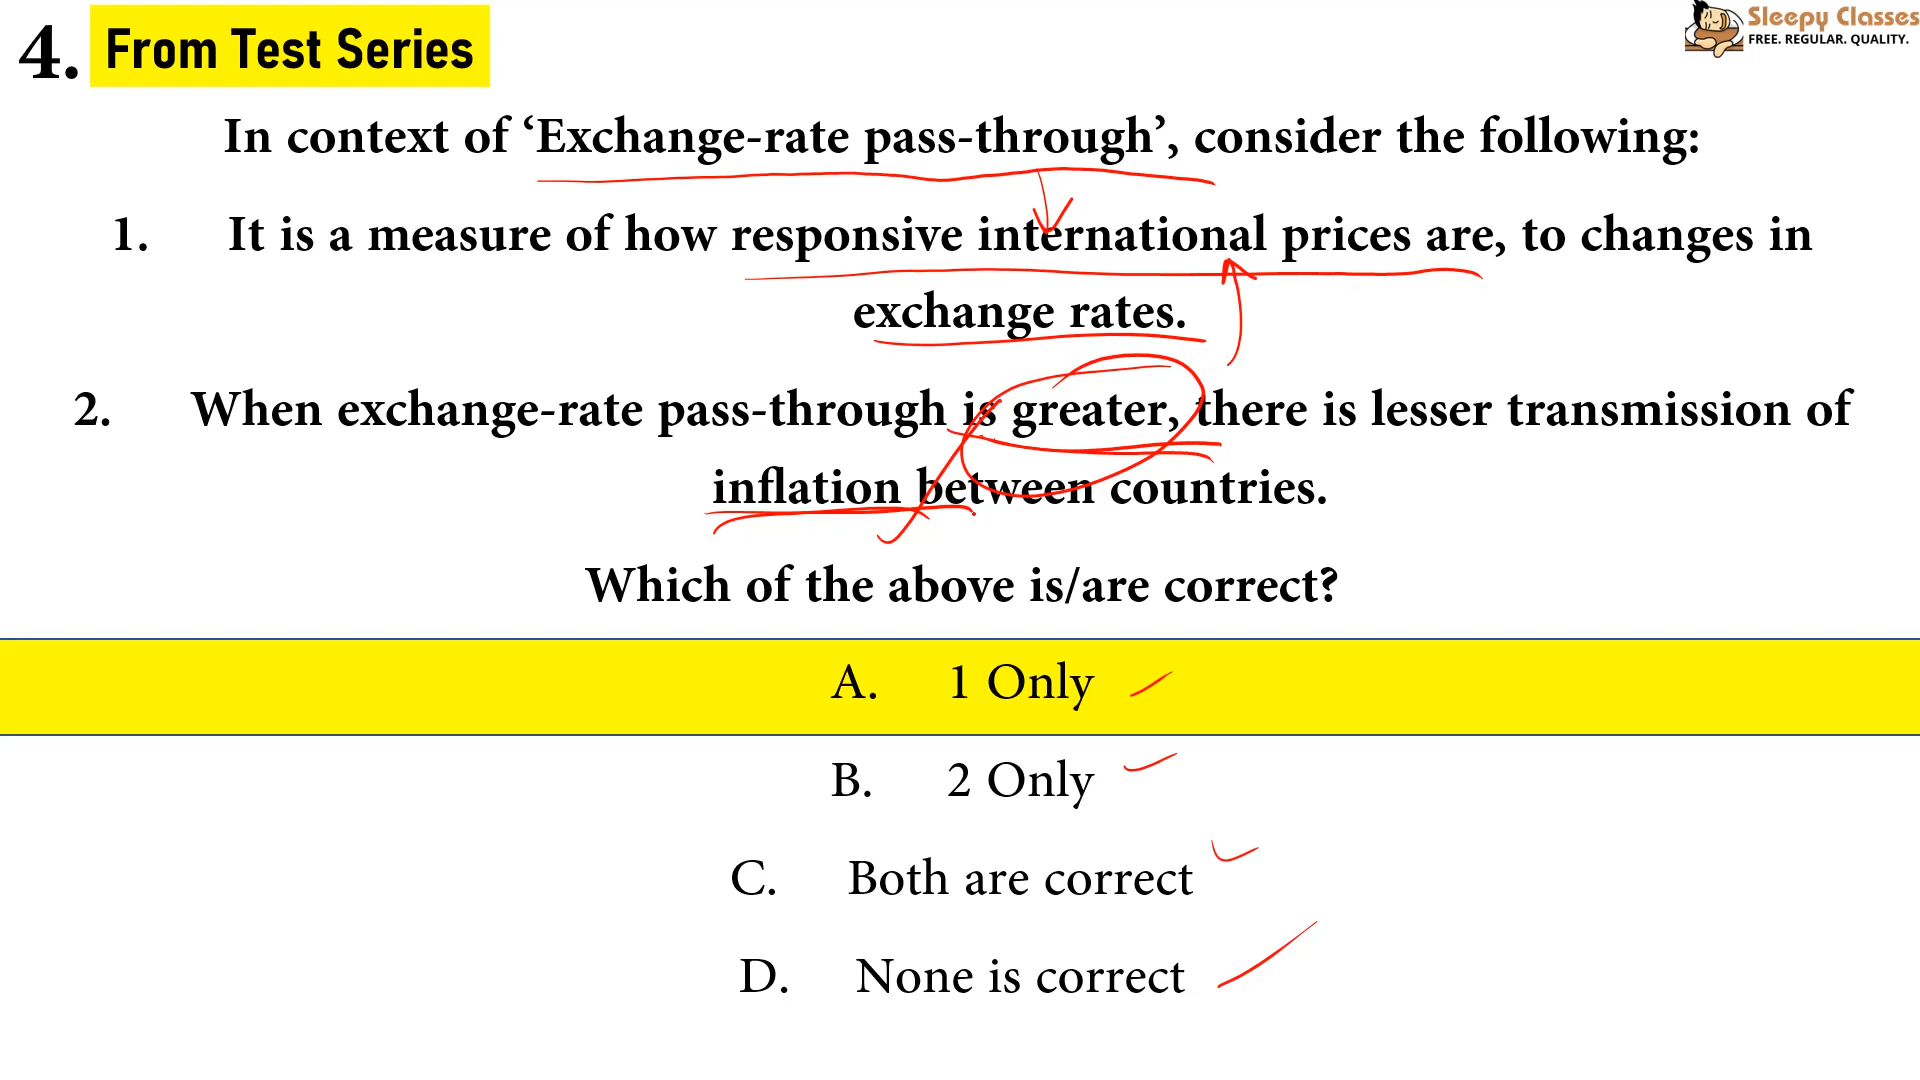 4. From Test Series
Sleepy Classes
FREE. REGULAR. QUALITY.
In context of ‘Exchange-rate pass-through’, consider the following:
1. It is a measure of how responsive international prices are, to changes in
exchange rates.
2. When exchange-rate pass-through is greater, there is lesser transmission of
inflation between countries.
Which of the above is/are correct?
A. 1 Only
B. 2 Only
C. Both are correct
D. None is correct